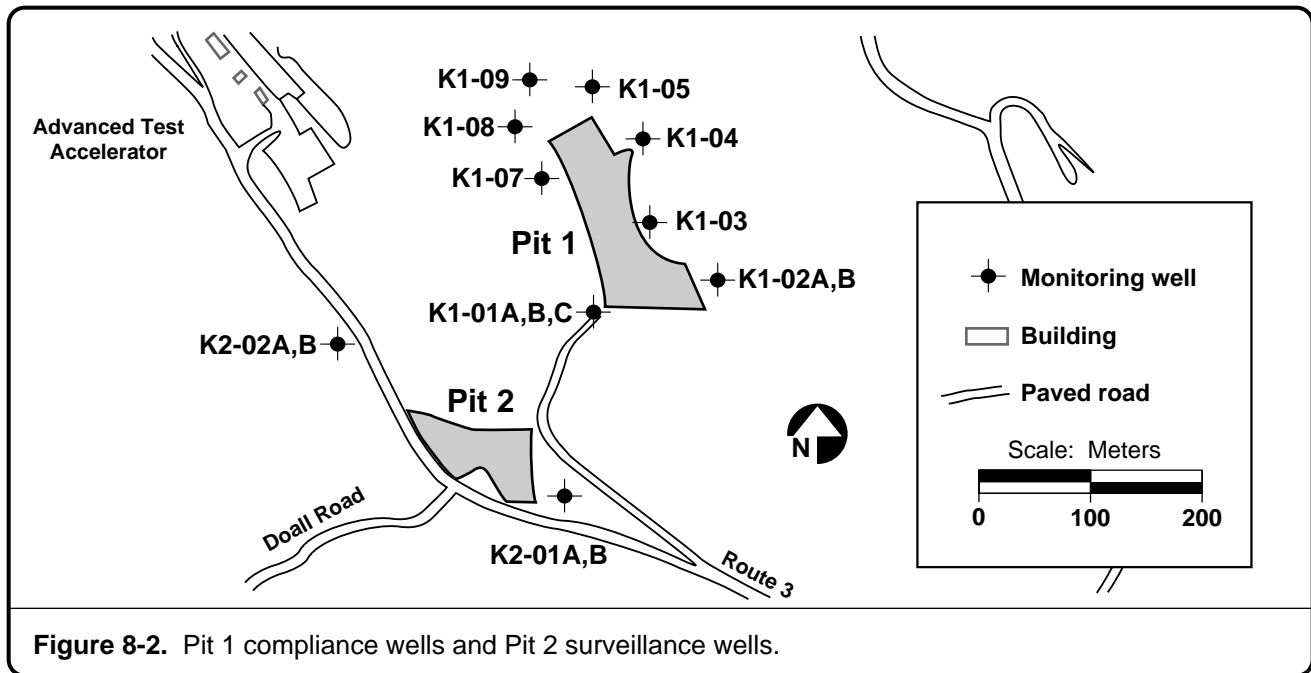 K1-09
K1-05
Advanced Test
Accelerator
K1-08
K1-04
K1-07
K1-03
Pit 1
K1-02A,B
Monitoring well
K1-01A,B,C
K2-02A,B
Building
Pit 2
Paved road
N
Scale: Meters
0 100 200
Doall Road
K2-01A,B
Route 3
Figure 8-2. Pit 1 compliance wells and Pit 2 surveillance wells.